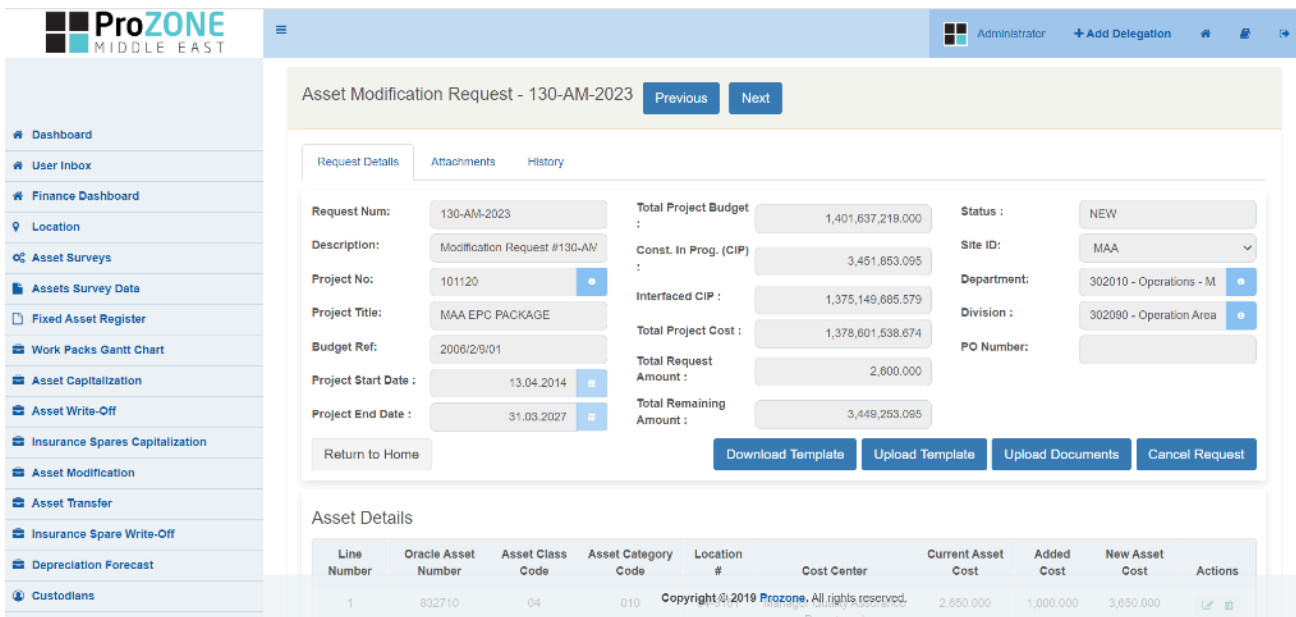 ProZONE
MIDDLE EAST
Administrator
Add Delegation
Dashboard
User Inbox
Finance Dashboard
Location
Asset Surveys
Assets Survey Data
Fixed Asset Register
Work Packs Gantt Chart
Asset Capitalization
Asset Write-Off
Insurance Spares Capitalization
Asset Modification
Asset Transfer
Insurance Spare Write-Off
Depreciation Forecast
Custodians
Asset Modification Request - 130-AM-2023
Previous
Next
Request Details
Attachments
History
Request Num:
130-AM-2023
Description:
Modification Request #130-AM
Project No:
101120
Project Title:
MAA EPC PACKAGE
Budget Ref:
2006/2/9/01
Project Start Date :
13.04.2014
Project End Date :
31.03.2027
Total Project Budget
:
1,401,637,219.000
Const. In Prog. (CIP)
:
3,451,853.095
Interfaced CIP :
1,375,149,685.579
Total Project Cost :
1,378,601,538.674
Total Request
Amount :
2,600.000
Total Remaining
Amount :
3,449,253.095
Status :
NEW
Site ID:
MAA
Department:
302010 - Operations - M
Division :
302090 - Operation Area
PO Number:
Return to Home
Download Template
Upload Template
Upload Documents
Cancel Request
Asset Details
Line
Number
Oracle Asset
Number
Asset Class
Code
Asset Category
Code
Location
#
Cost Center
Current Asset
Cost
Added
Cost
New Asset
Cost
Actions
1
832710
04
010
Manager Quality Assurance
2,650.000
1,000.000
3,650.000
Copyright © 2019 Prozone. All rights reserved.